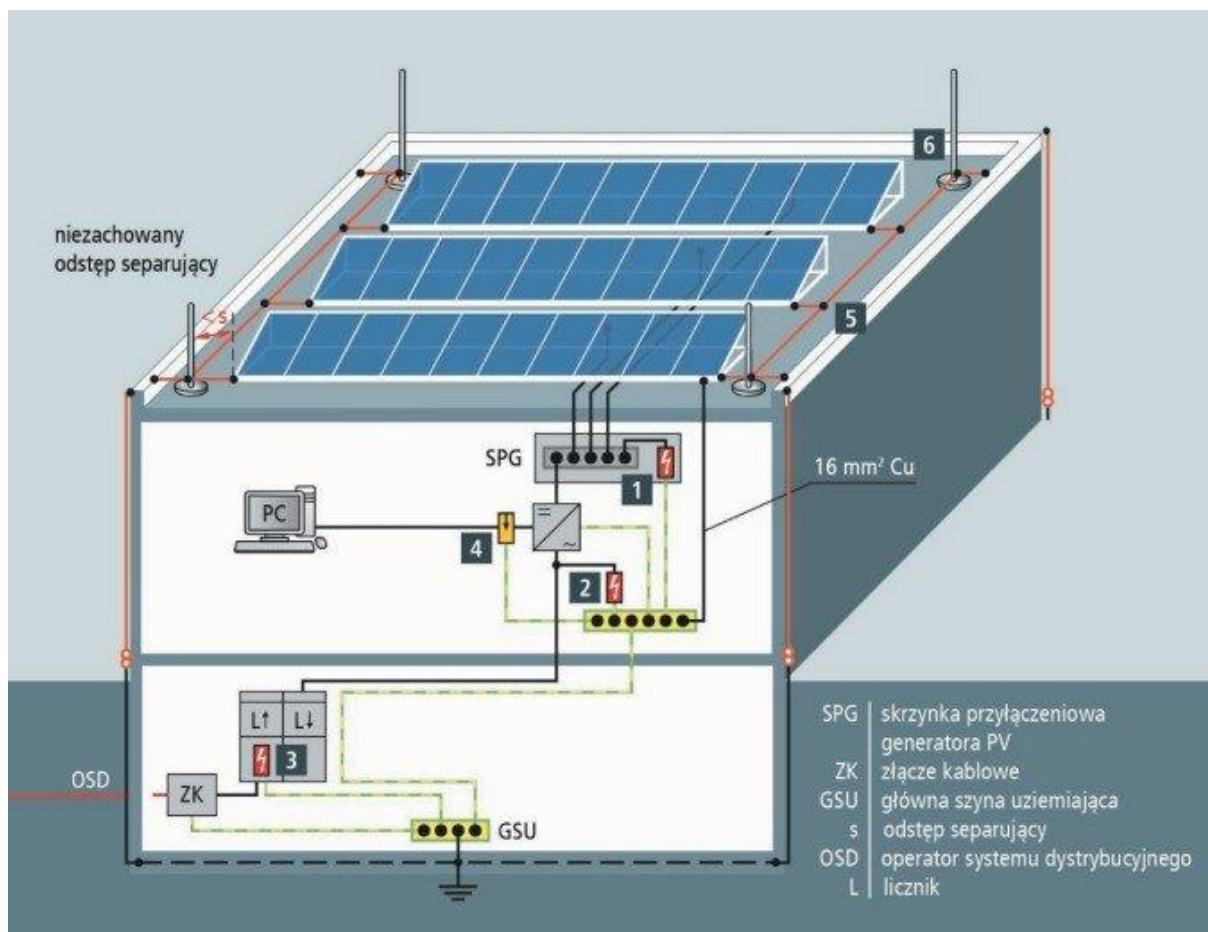 6
niezachowany
odstęp separujący
< s
5
SPG
1
16 mm² Cu
PC
4
=
~
2
L↑ L↓
3
OSD
ZK
GSU
SPG skrzynka przyłączeniowa
generatora PV
ZK złącze kablowe
GSU główna szyna uziemiająca
s odstęp separujący
OSD operator systemu dystrybucyjnego
L licznik